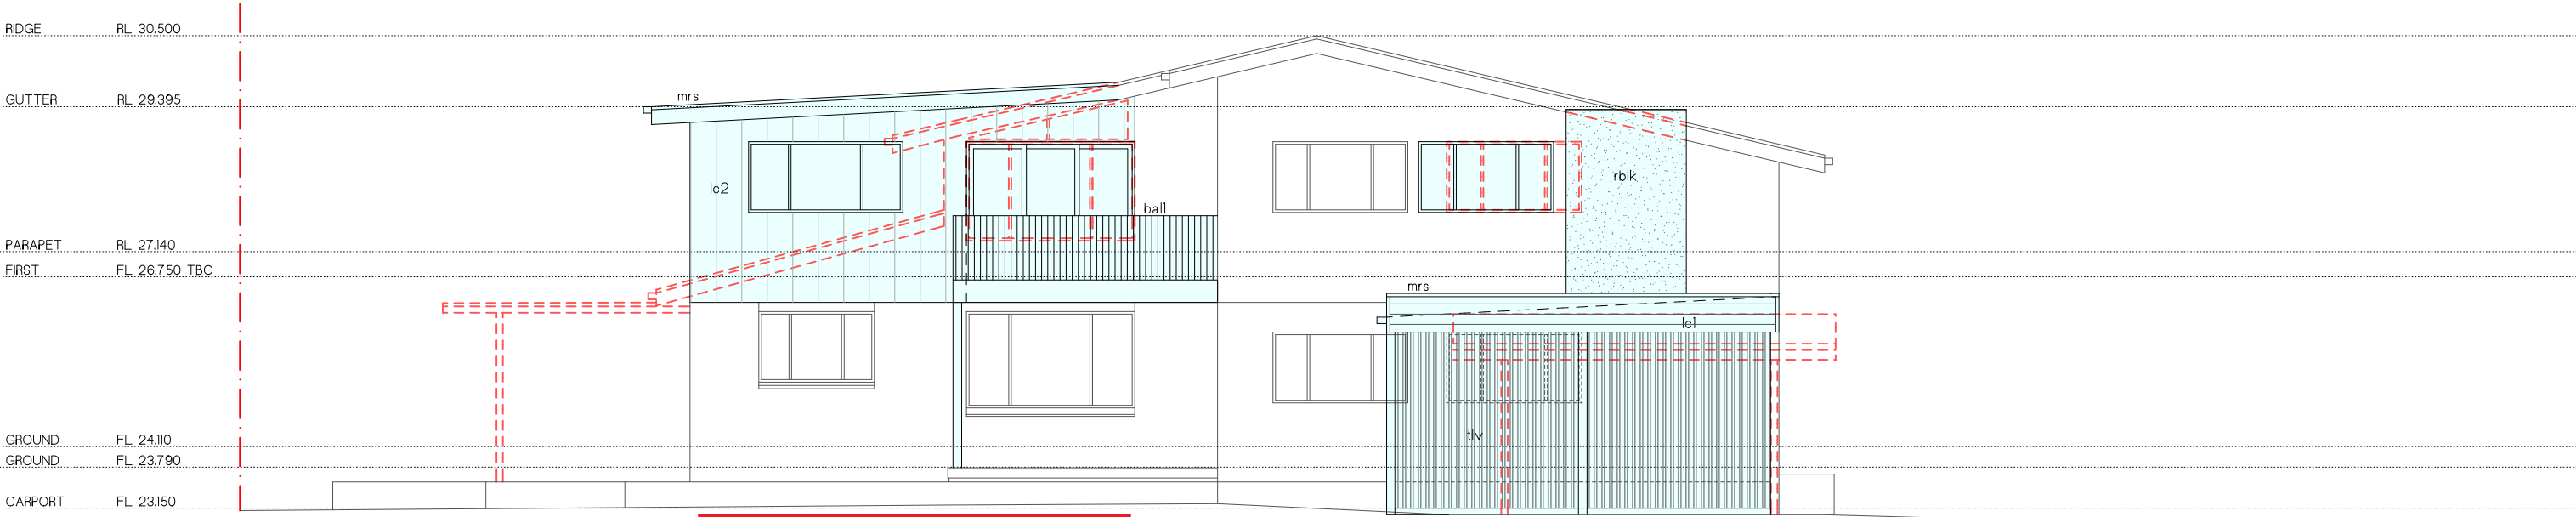 RIDGE RL 30.500
GUTTER RL 29.395
mrs
lc2
rblk
ball
PARAPET RL 27.140
FIRST FL 26.750 TBC
mrs
lc1
tlv
GROUND FL 24.110
GROUND FL 23.790
CARPORT FL 23.150